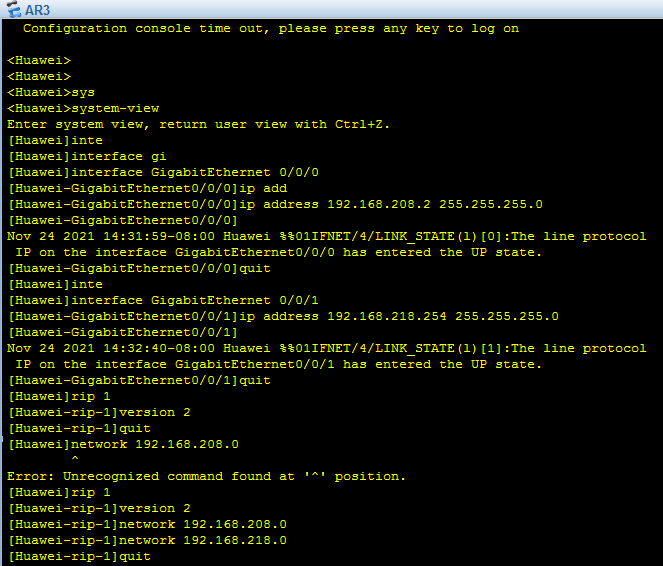 AR3
Configuration console time out, please press any key to log on
<Huawei>
<Huawei>
<Huawei>sys
<Huawei>system-view
Enter system view, return user view with Ctrl+Z.
[Huawei]inte
[Huawei]interface gi
[Huawei]interface GigabitEthernet 0/0/0
[Huawei-GigabitEthernet0/0/0]ip add
[Huawei-GigabitEthernet0/0/0]ip address 192.168.208.2 255.255.255.0
[Huawei-GigabitEthernet0/0/0]
Nov 24 2021 14:31:59-08:00 Huawei %%01IFNET/4/LINK_STATE(l)[0]:The line protocol
IP on the interface GigabitEthernet0/0/0 has entered the UP state.
[Huawei-GigabitEthernet0/0/0]quit
[Huawei]inte
[Huawei]interface GigabitEthernet 0/0/1
[Huawei-GigabitEthernet0/0/1]ip address 192.168.218.254 255.255.255.0
[Huawei-GigabitEthernet0/0/1]
Nov 24 2021 14:32:40-08:00 Huawei %%01IFNET/4/LINK_STATE(l)[1]:The line protocol
IP on the interface GigabitEthernet0/0/1 has entered the UP state.
[Huawei-GigabitEthernet0/0/1]quit
[Huawei]rip 1
[Huawei-rip-1]version 2
[Huawei-rip-1]quit
[Huawei]network 192.168.208.0
^
Error: Unrecognized command found at '^' position.
[Huawei]rip 1
[Huawei-rip-1]version 2
[Huawei-rip-1]network 192.168.208.0
[Huawei-rip-1]network 192.168.218.0
[Huawei-rip-1]quit